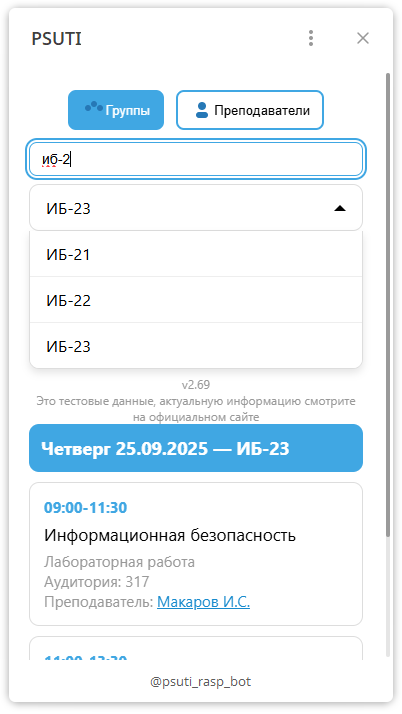 PSUTI
Группы
Преподаватели
иб-2
ИБ-23
ИБ-21
ИБ-22
ИБ-23
v2.69
Это тестовые данные, актуальную информацию смотрите
на официальном сайте
Четверг 25.09.2025 — ИБ-23
09:00-11:30
Информационная безопасность
Лабораторная работа
Аудитория: 317
Преподаватель: Макаров И.С.
@psuti_rasp_bot